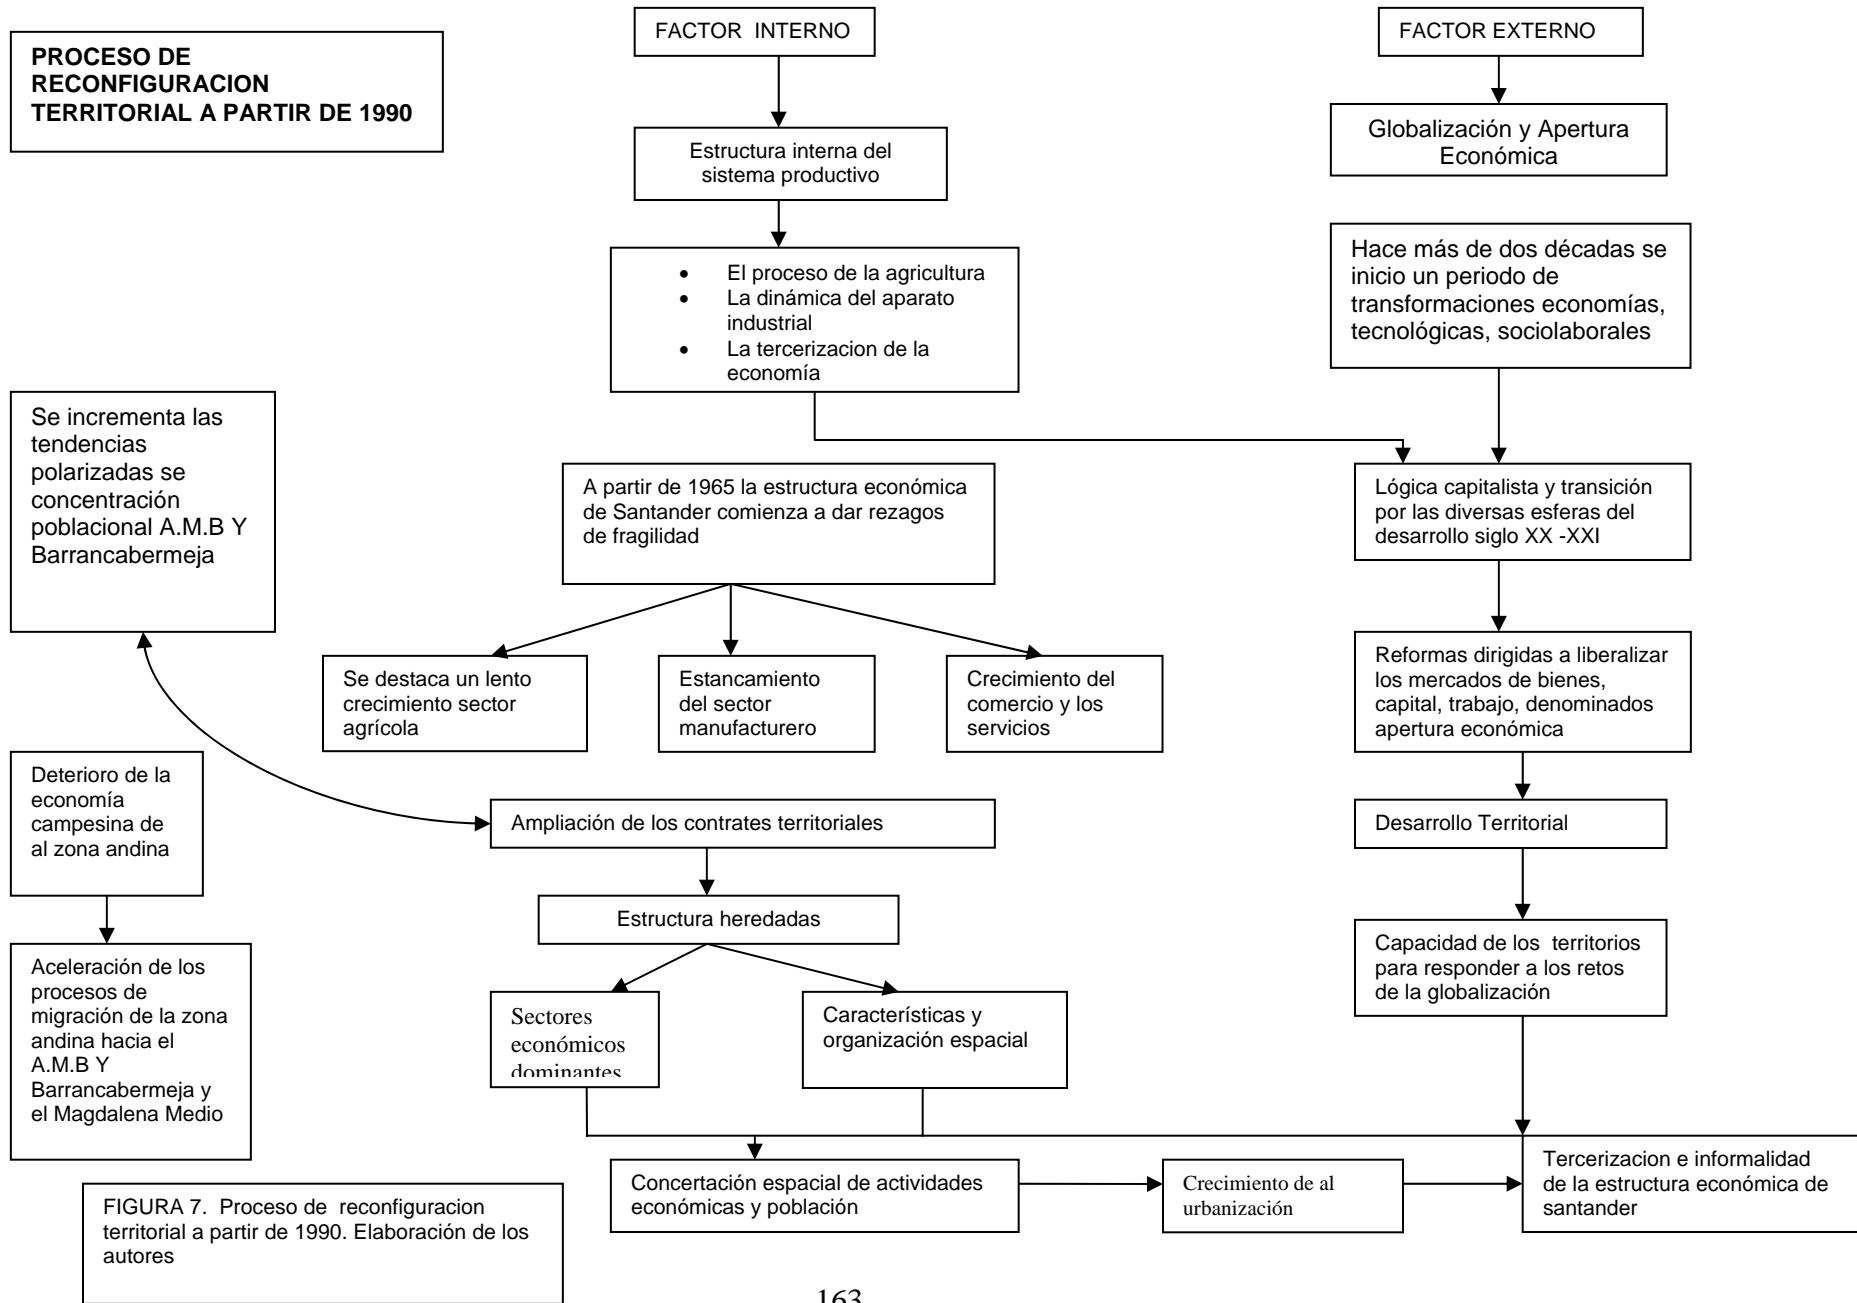 PROCESO DE
RECONFIGURACION
TERRITORIAL A PARTIR DE 1990
FACTOR INTERNO
FACTOR EXTERNO
Estructura interna del
sistema productivo
Globalización y Apertura
Económica
• El proceso de la agricultura
• La dinámica del aparato
industrial
• La tercerizacion de la
economía
Hace más de dos décadas se
inicio un periodo de
transformaciones economías,
tecnológicas, sociolaborales
Se incrementa las
tendencias
polarizadas se
concentración
poblacional A.M.B Y
Barrancabermeja
A partir de 1965 la estructura económica
de Santander comienza a dar rezagos
de fragilidad
Lógica capitalista y transición
por las diversas esferas del
desarrollo siglo XX -XXI
Se destaca un lento
crecimiento sector
agrícola
Estancamiento
del sector
manufacturero
Crecimiento del
comercio y los
servicios
Reformas dirigidas a liberalizar
los mercados de bienes,
capital, trabajo, denominados
apertura económica
Deterioro de la
economía
campesina de
al zona andina
Ampliación de los contrates territoriales
Desarrollo Territorial
Estructura heredadas
Capacidad de los territorios
para responder a los retos
de la globalización
Aceleración de los
procesos de
migración de la zona
andina hacia el
A.M.B Y
Barrancabermeja y
el Magdalena Medio
Sectores
económicos
dominantes
Características y
organización espacial
Concertación espacial de actividades
económicas y población
Crecimiento de al
urbanización
Tercerizacion e informalidad
de la estructura económica de
santander
FIGURA 7. Proceso de reconfiguracion
territorial a partir de 1990. Elaboración de los
autores
163